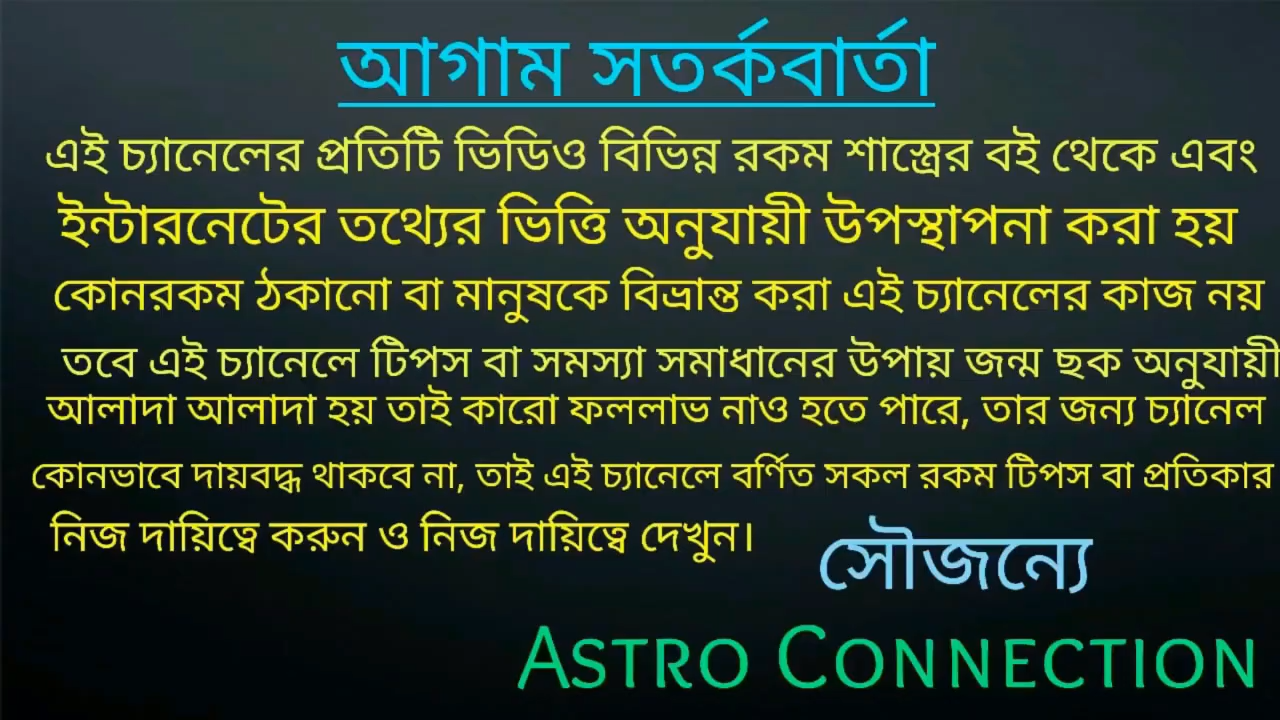 আগাম সতর্কবার্তা
এই চ্যানেলের প্রতিটি ভিডিও বিভিন্ন রকম শাস্ত্রের বই থেকে এবং
ইন্টারনেটের তথ্যের ভিত্তি অনুযায়ী উপস্থাপনা করা হয়
কোনরকম ঠকানো বা মানুষকে বিভ্রান্ত করা এই চ্যানেলের কাজ নয়
তবে এই চ্যানেলে টিপস বা সমস্যা সমাধানের উপায় জন্ম ছক অনুযায়ী
আলাদা আলাদা হয় তাই কারো ফললাভ নাও হতে পারে, তার জন্য চ্যানেল
কোনভাবে দায়বদ্ধ থাকবে না, তাই এই চ্যানেলে বর্ণিত সকল রকম টিপস বা প্রতিকার
নিজ দায়িত্বে করুন ও নিজ দায়িত্বে দেখুন।
সৌজন্যে
Astro Connection